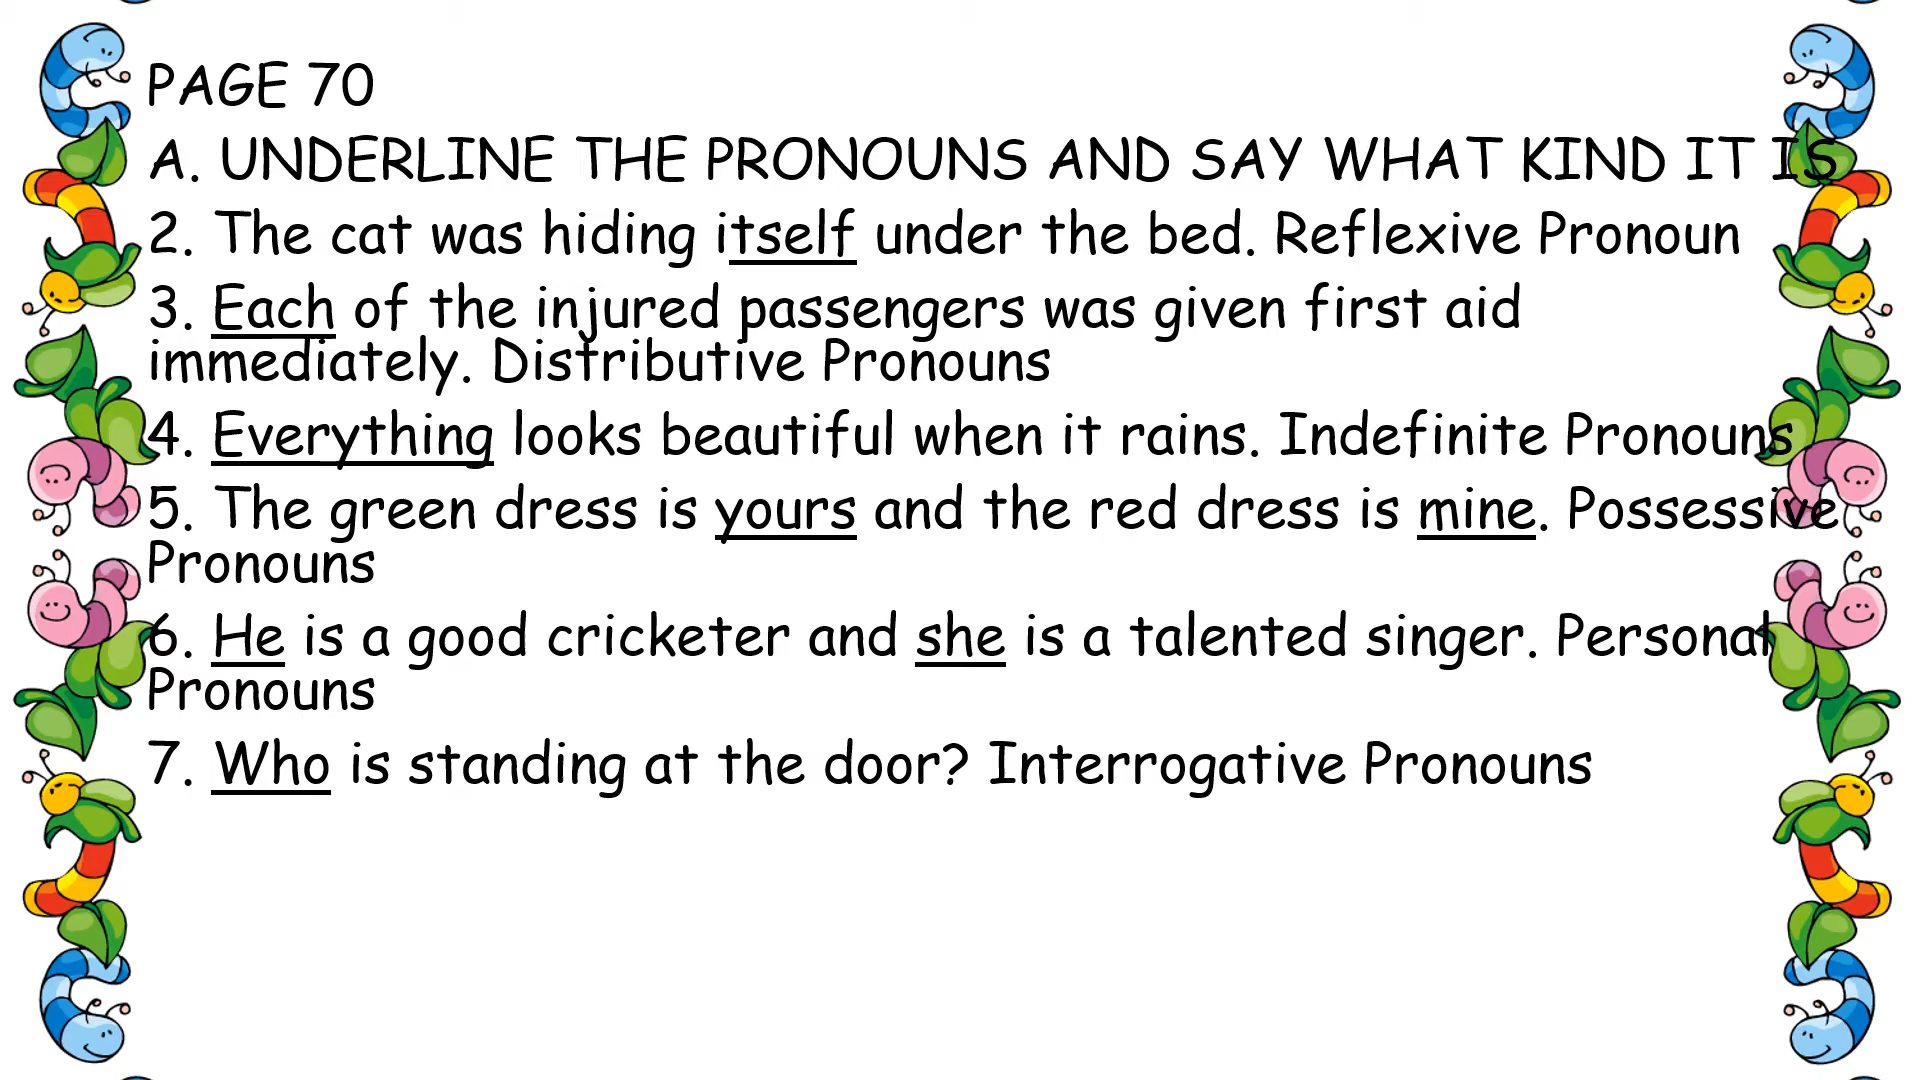 PAGE 70
A. UNDERLINE THE PRONOUNS AND SAY WHAT KIND IT IS
2. The cat was hiding itself under the bed. Reflexive Pronoun
3. Each of the injured passengers was given first aid
immediately. Distributive Pronouns
4. Everything looks beautiful when it rains. Indefinite Pronouns
5. The green dress is yours and the red dress is mine. Possessive
Pronouns
6. He is a good cricketer and she is a talented singer. Personal
Pronouns
7. Who is standing at the door? Interrogative Pronouns